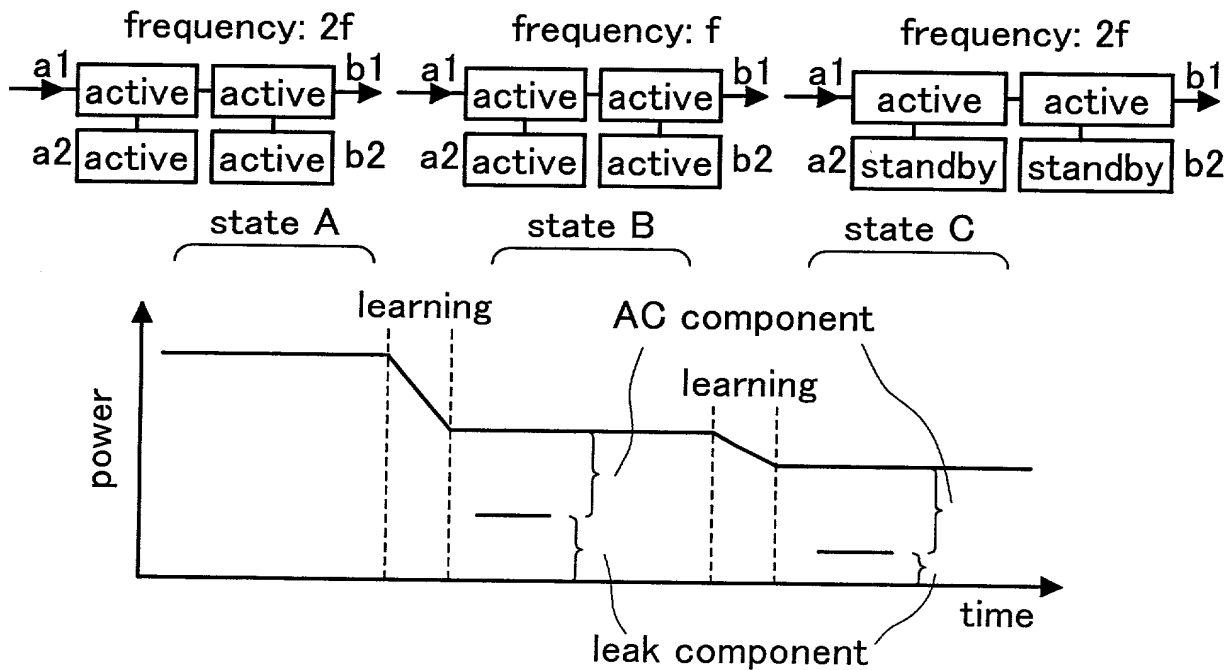 frequency: 2f
frequency: f
frequency: 2f
a1 active active b1
a2 active active b2
a1 active active b1
a2 active active b2
a1 active active b1
a2 standby standby b2
state A
state B
state C
learning
AC component
learning
power
time
leak component